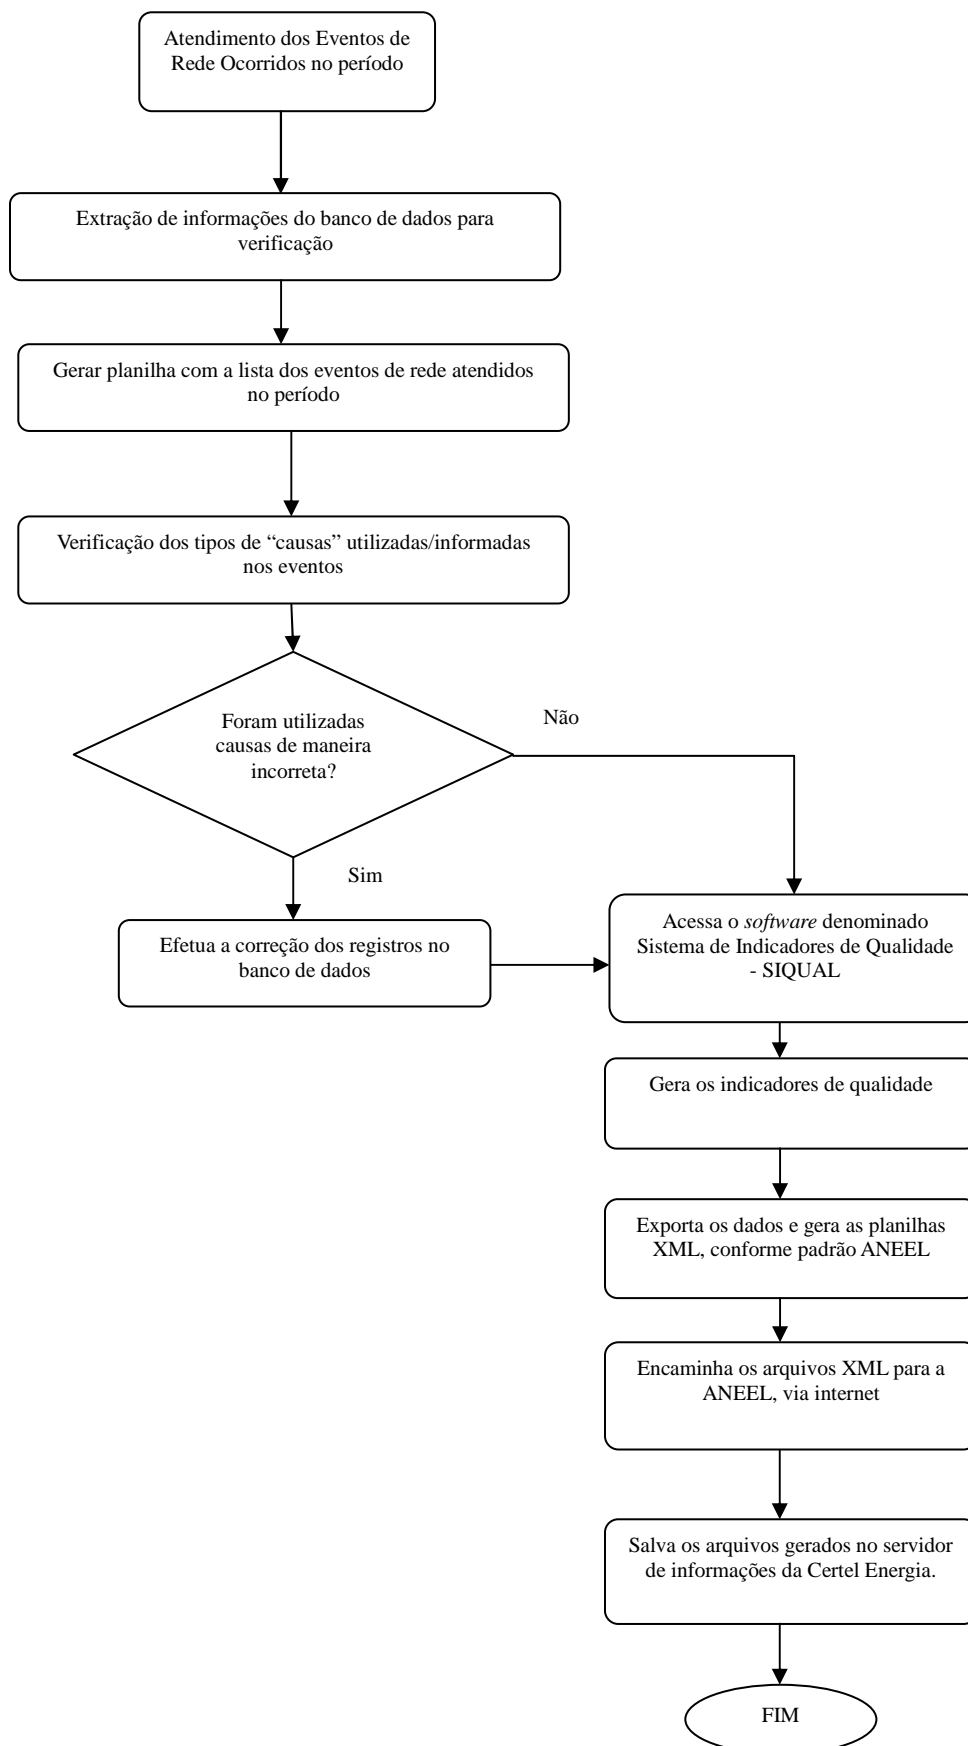 Atendimento dos Eventos de
Rede Ocorridos no período
Extração de informações do banco de dados para
verificação
Gerar planilha com a lista dos eventos de rede atendidos
no período
Verificação dos tipos de “causas” utilizadas/informadas
nos eventos
Foram utilizadas
causas de maneira
incorreta?
Não
Sim
Efetua a correção dos registros no
banco de dados
Acessa o software denominado
Sistema de Indicadores de Qualidade
- SIQUAL
Gera os indicadores de qualidade
Exporta os dados e gera as planilhas
XML, conforme padrão ANEEL
Encaminha os arquivos XML para a
ANEEL, via internet
Salva os arquivos gerados no servidor
de informações da Certel Energia.
FIM